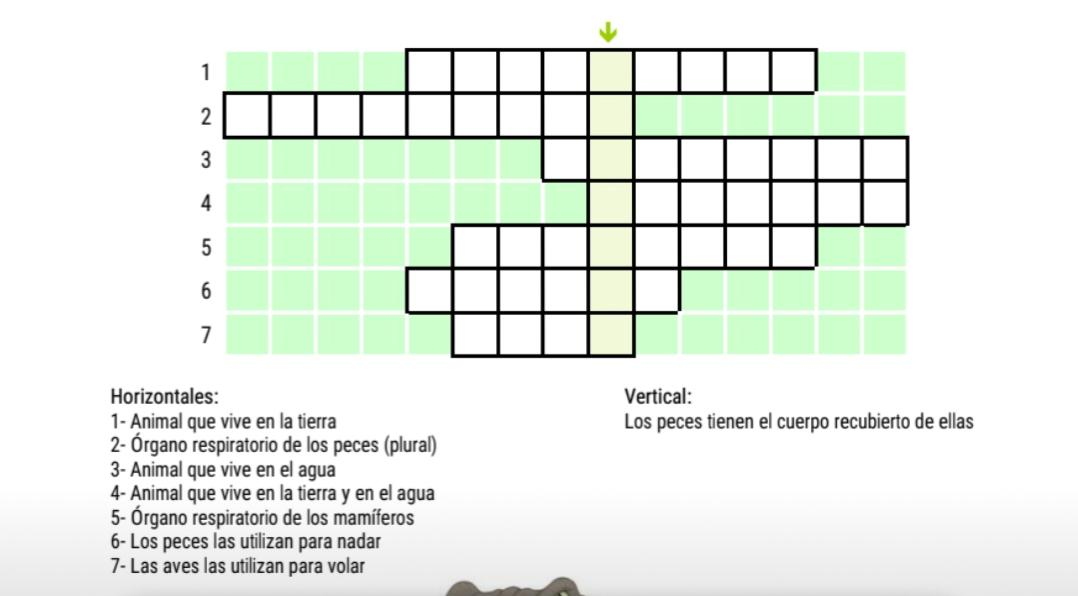 1
2
3
4
5
6
7
Horizontales:
1- Animal que vive en la tierra
2- Órgano respiratorio de los peces (plural)
3- Animal que vive en el agua
4- Animal que vive en la tierra y en el agua
5- Órgano respiratorio de los mamíferos
6- Los peces las utilizan para nadar
7- Las aves las utilizan para volar
Vertical:
Los peces tienen el cuerpo recubierto de ellas